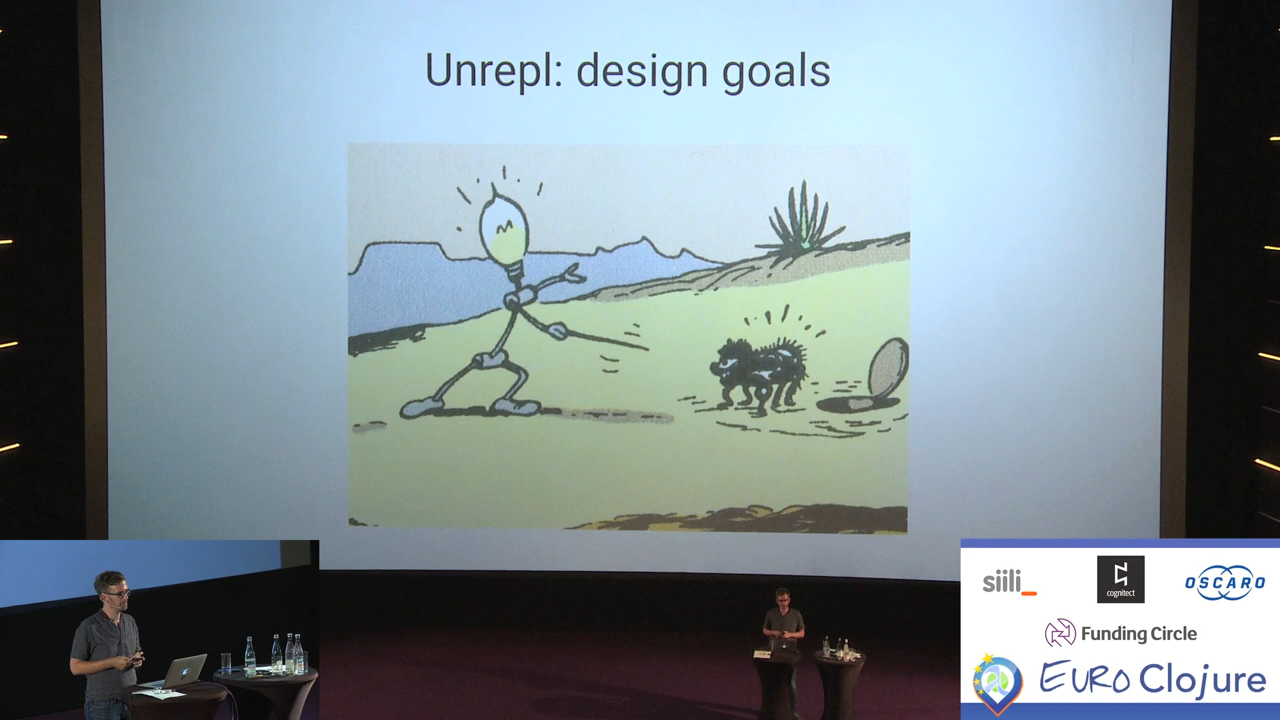 Unrepl: design goals
siili_
cognitect
OSCARO
Funding Circle
EURO Clojure